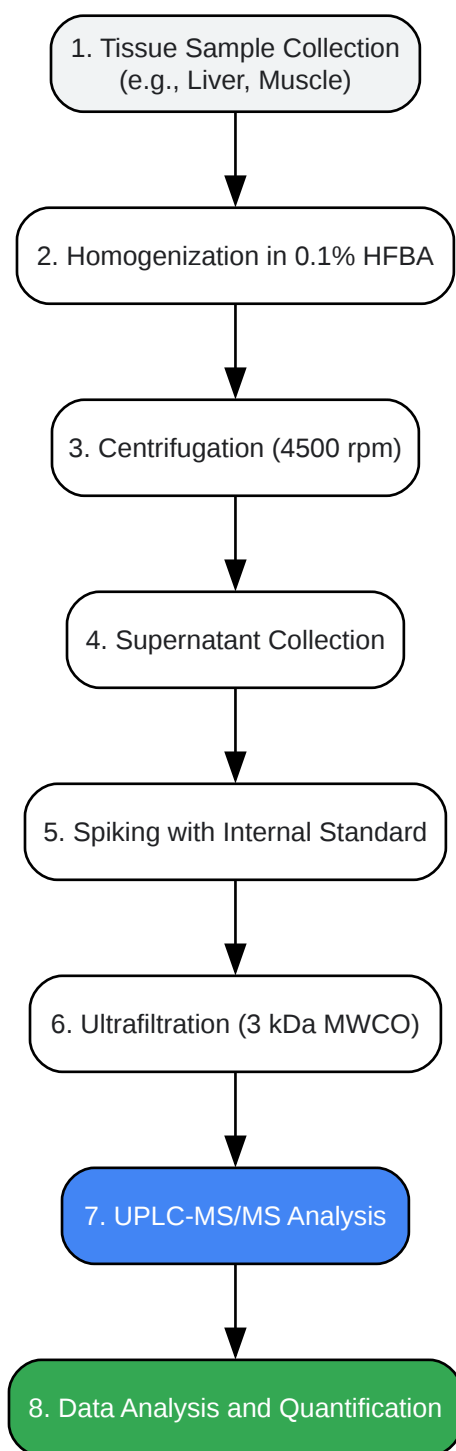 1. Tissue Sample Collection
(e.g., Liver, Muscle)
2. Homogenization in 0.1% HFBA
3. Centrifugation (4500 rpm)
4. Supernatant Collection
5. Spiking with Internal Standard
6. Ultrafiltration (3 kDa MWCO)
7. UPLC-MS/MS Analysis
8. Data Analysis and Quantification